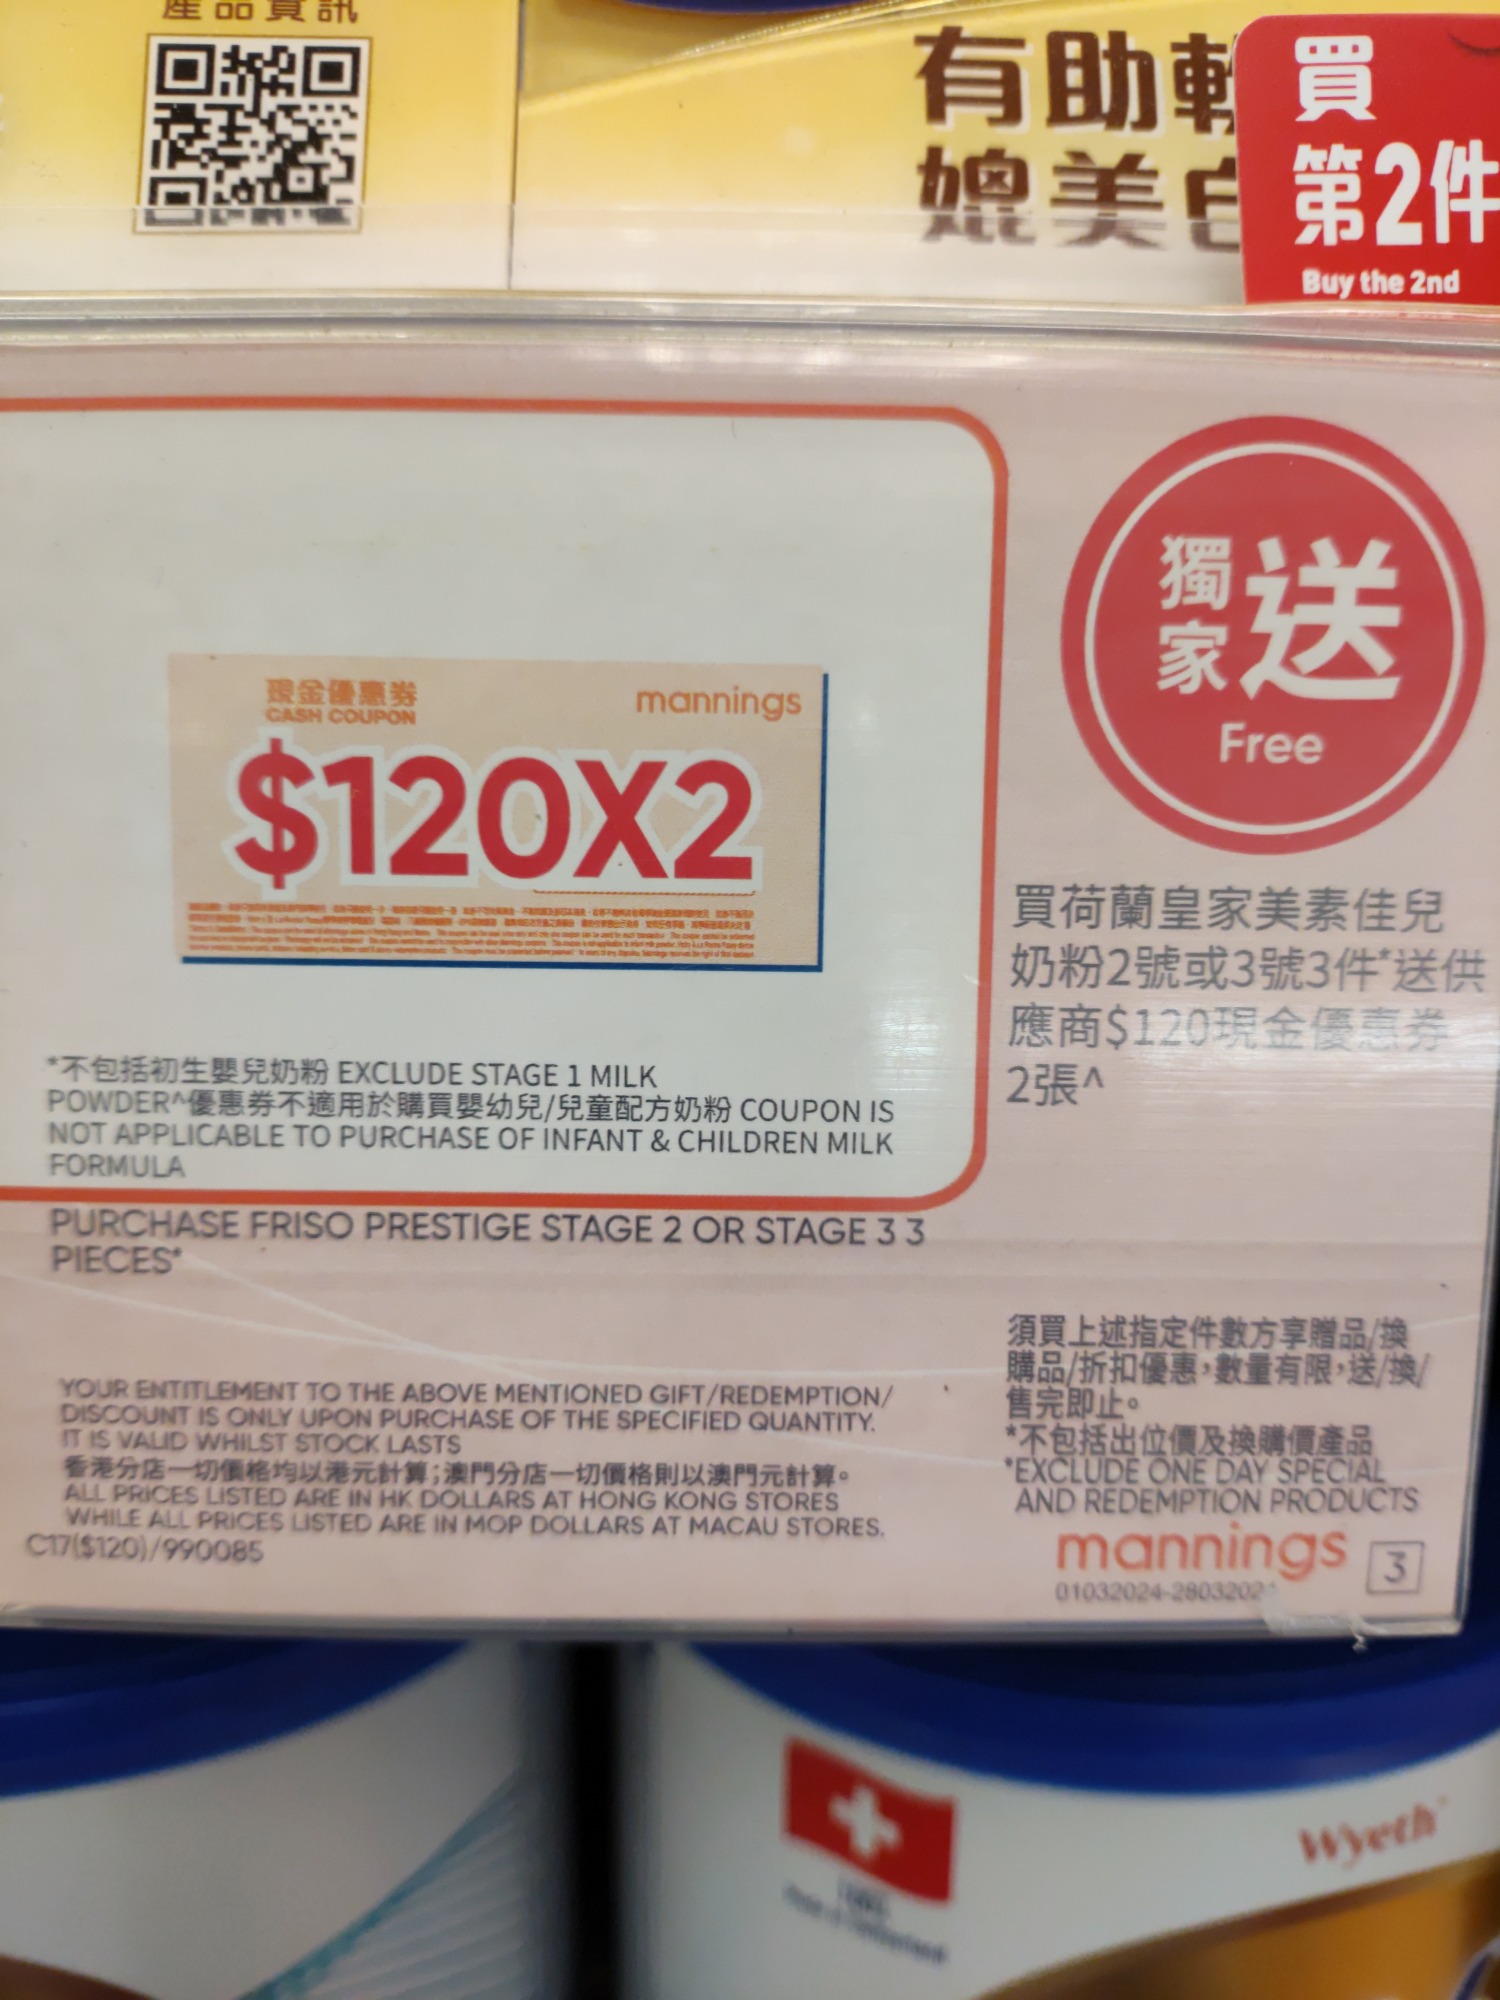 產品資訊
有助軟
媲美白
買
第2件
Buy the 2nd
獨家送
Free
現金優惠券
CASH COUPON
mannings
$120X2
買荷蘭皇家美素佳兒
奶粉2號或3號3件*送供
應商$120現金優惠券
2張^
*不包括初生嬰兒奶粉 EXCLUDE STAGE 1 MILK
POWDER^優惠券不適用於購買嬰幼兒/兒童配方奶粉 COUPON IS
NOT APPLICABLE TO PURCHASE OF INFANT & CHILDREN MILK
FORMULA
PURCHASE FRISO PRESTIGE STAGE 2 OR STAGE 3 3
PIECES*
須買上述指定件數方享贈品/換
購品/折扣優惠，數量有限，送/換/
售完即止。
*不包括出位價及換購價產品
*EXCLUDE ONE DAY SPECIAL
AND REDEMPTION PRODUCTS
YOUR ENTITLEMENT TO THE ABOVE MENTIONED GIFT/REDEMPTION/
DISCOUNT IS ONLY UPON PURCHASE OF THE SPECIFIED QUANTITY.
IT IS VALID WHILST STOCK LASTS
香港分店一切價格均以港元計算；澳門分店一切價格則以澳門元計算。
ALL PRICES LISTED ARE IN HK DOLLARS AT HONG KONG STORES
WHILE ALL PRICES LISTED ARE IN MOP DOLLARS AT MACAU STORES.
C17($120)/990085
mannings
3
01032024-2803202
Wyeth